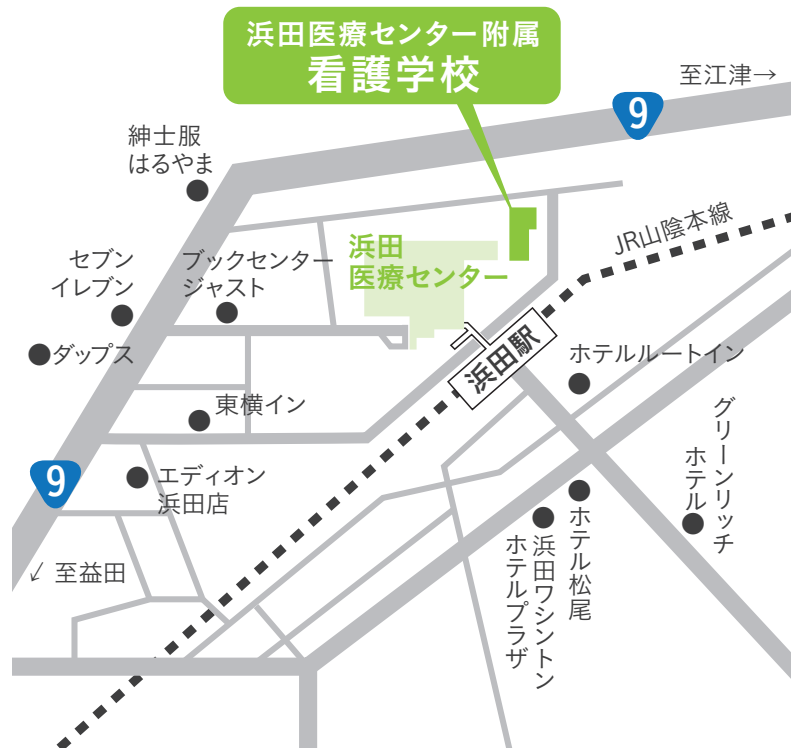 浜田医療センター附属
看護学校
至江津→
9
紳士服
はるやま
JR山陰本線
浜田
医療センター
セブン
イレブン
ブックセンター
ジャスト
ダップス
浜田駅
ホテルルートイン
東横イン
グリーンリッチ
ホテル
9
エディオン
浜田店
ホテル松尾
浜田ワシントン
ホテルプラザ
↙ 至益田